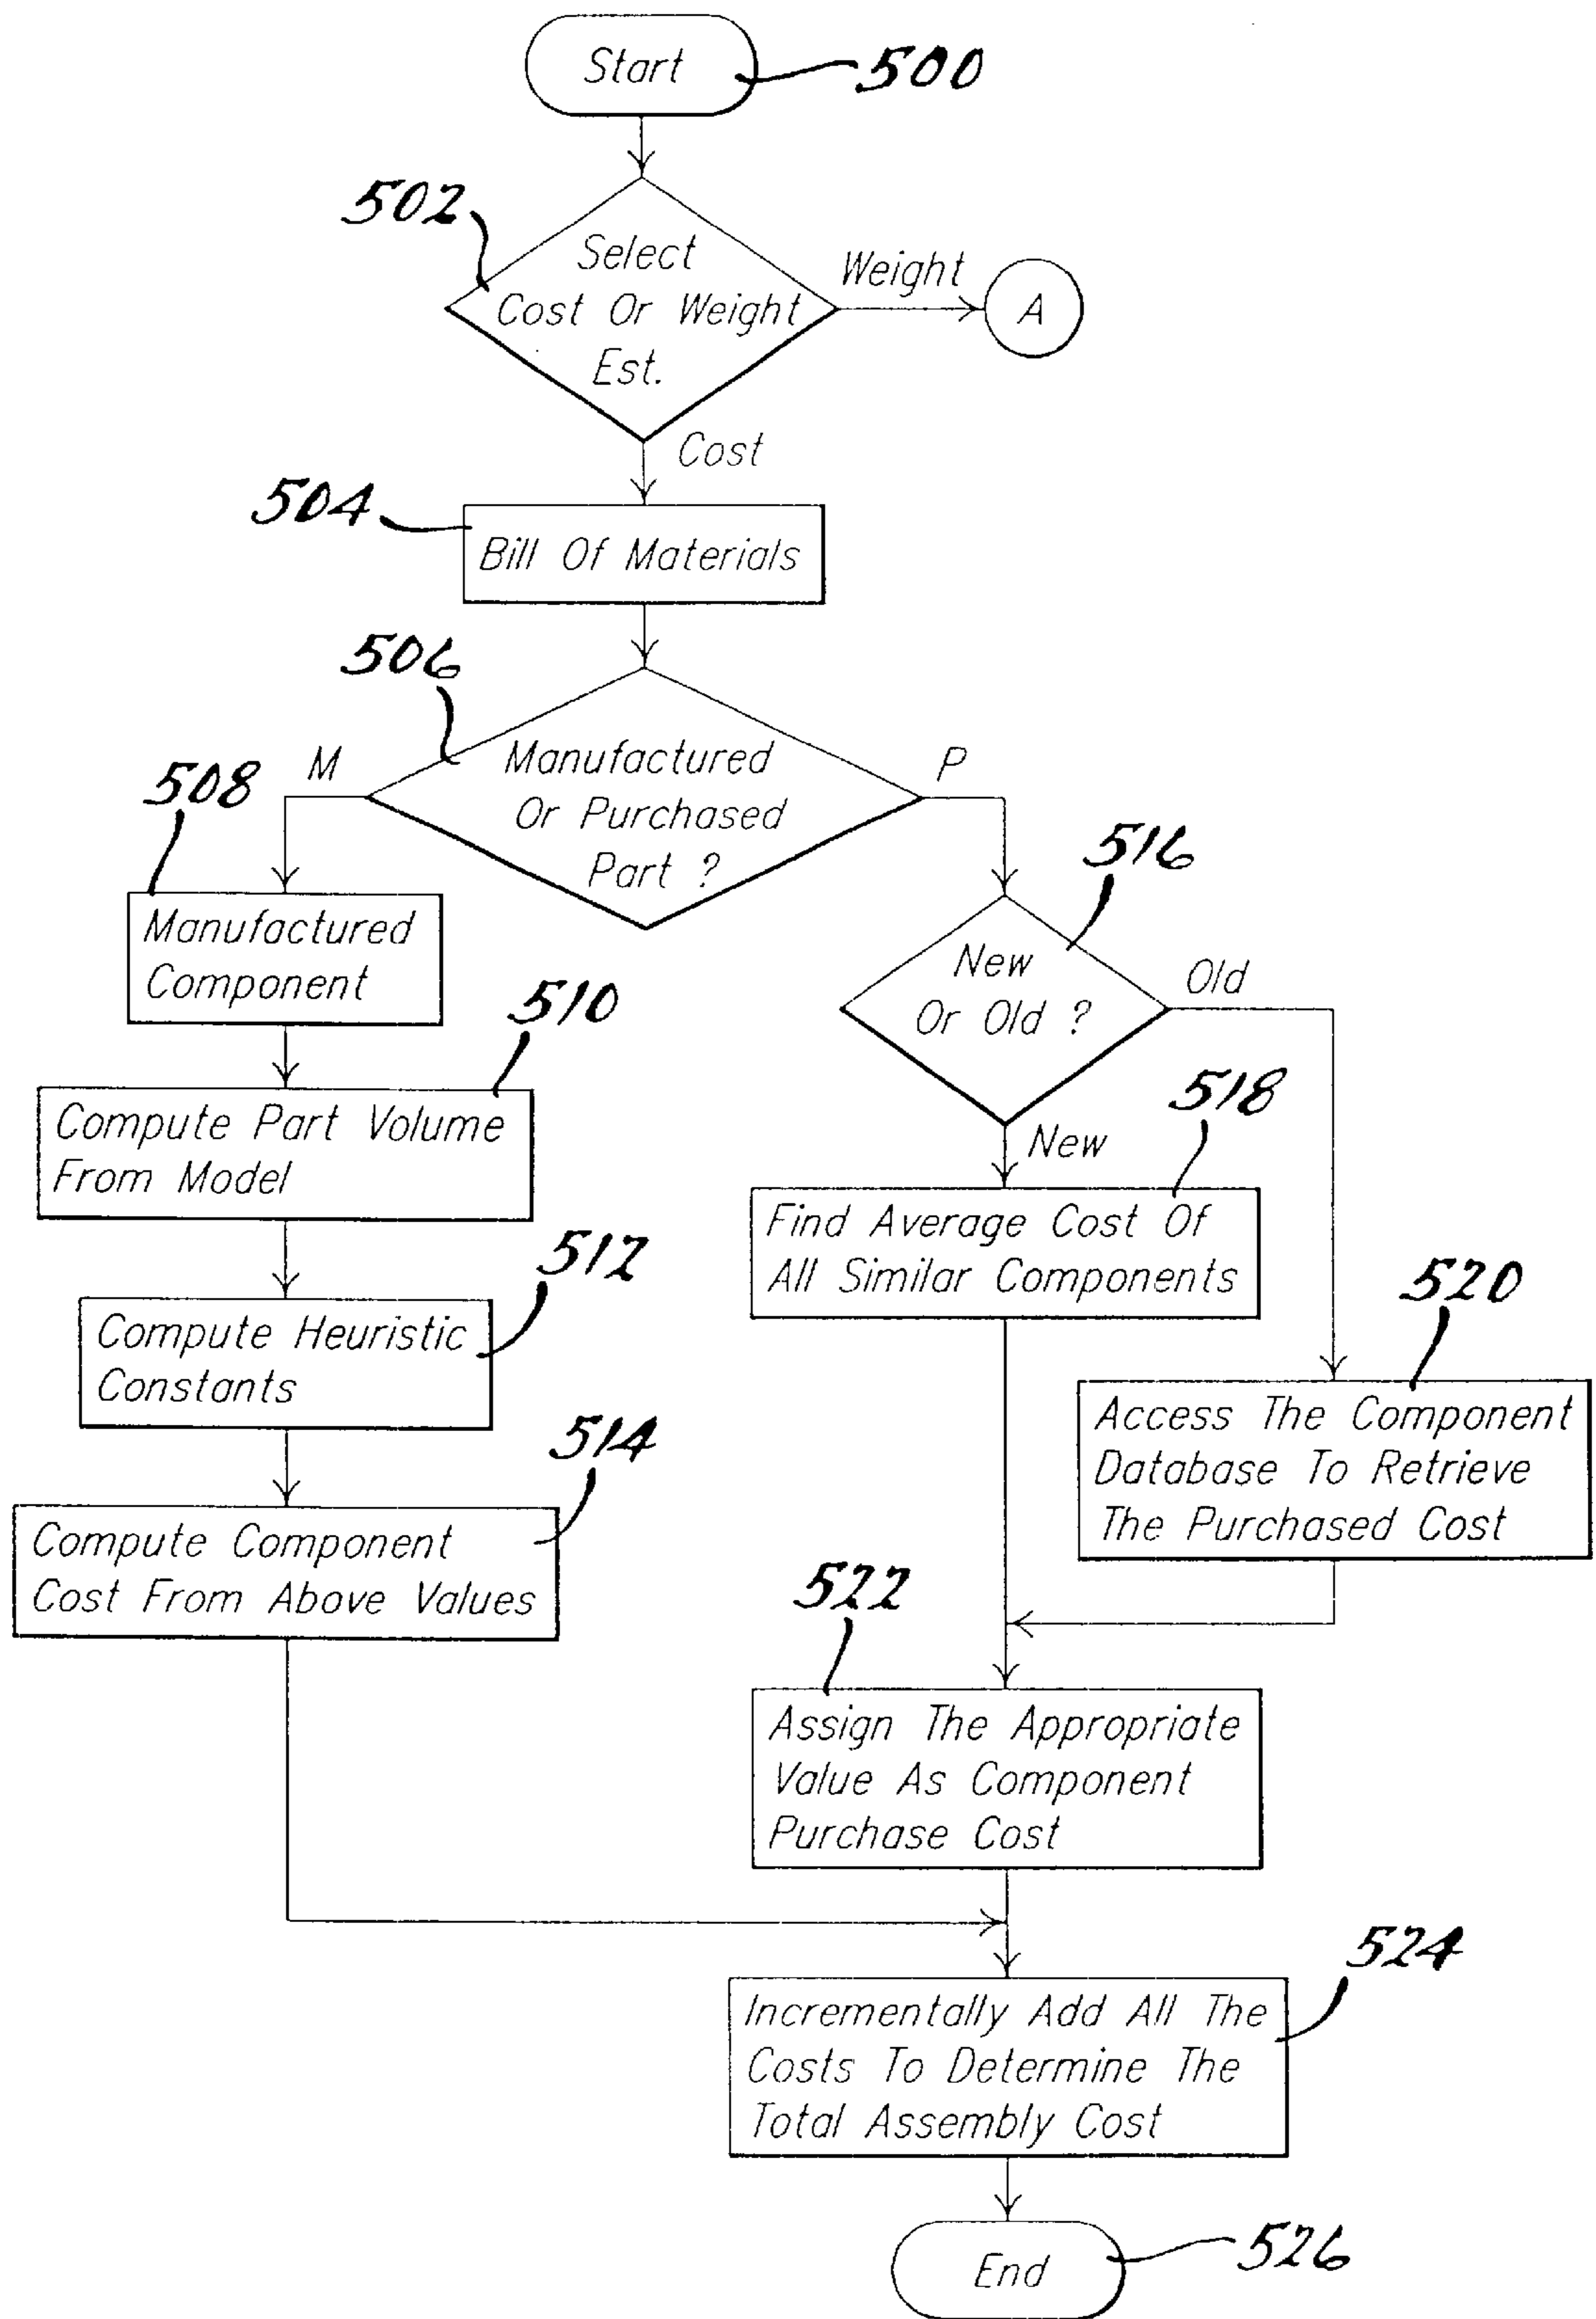 Start
500
502
Select
Cost Or Weight
Est.
Weight
A
Cost
504
Bill Of Materials
506
M
Manufactured
Or Purchased
Part ?
P
508
Manufactured
Component
510
Compute Part Volume
From Model
512
Compute Heuristic
Constants
514
Compute Component
Cost From Above Values
516
New
Or Old ?
Old
New
518
Find Average Cost Of
All Similar Components
520
Access The Component
Database To Retrieve
The Purchased Cost
522
Assign The Appropriate
Value As Component
Purchase Cost
524
Incrementally Add All The
Costs To Determine The
Total Assembly Cost
End
526